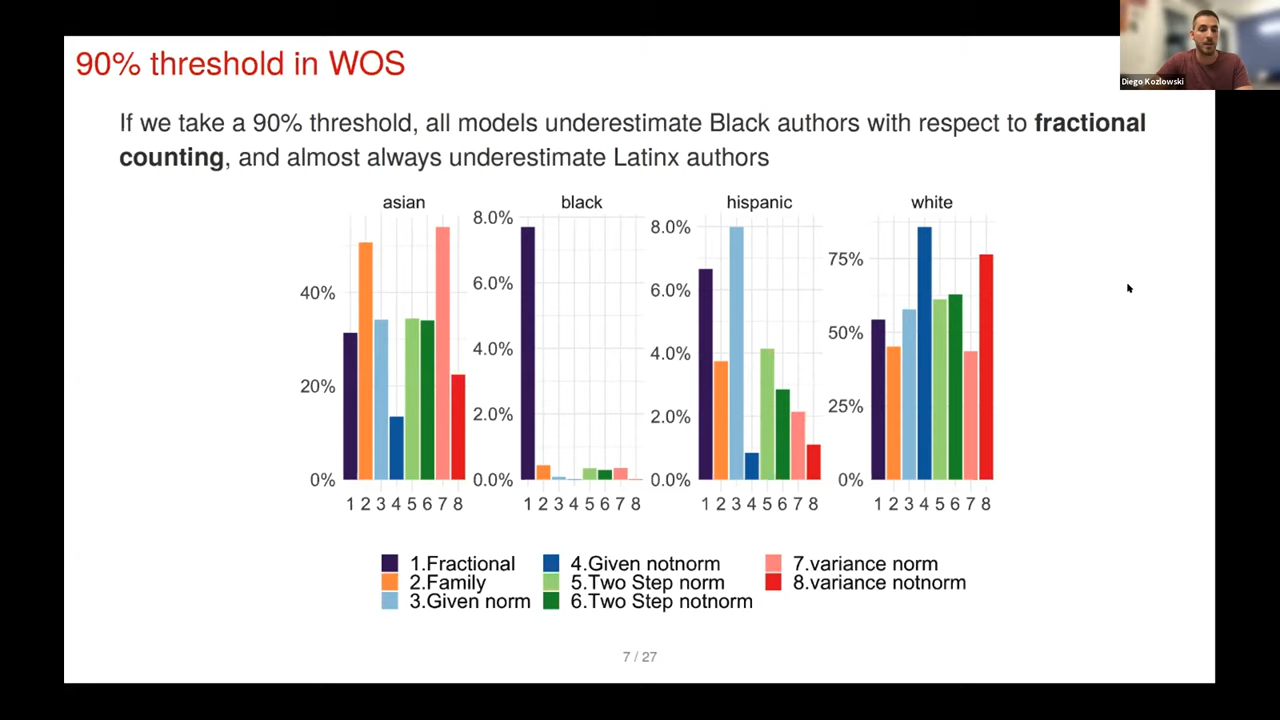 90% threshold in WOS
Diego Kozlowski
If we take a 90% threshold, all models underestimate Black authors with respect to fractional
counting, and almost always underestimate Latinx authors
asian
40%
20%
0%
1 2 3 4 5 6 7 8
black
8.0%
6.0%
4.0%
2.0%
0.0%
1 2 3 4 5 6 7 8
hispanic
8.0%
6.0%
4.0%
2.0%
0.0%
1 2 3 4 5 6 7 8
white
75%
50%
25%
0%
1 2 3 4 5 6 7 8
1.Fractional
2.Family
3.Given norm
4.Given notnorm
5.Two Step norm
6.Two Step notnorm
7.variance norm
8.variance notnorm
7 / 27